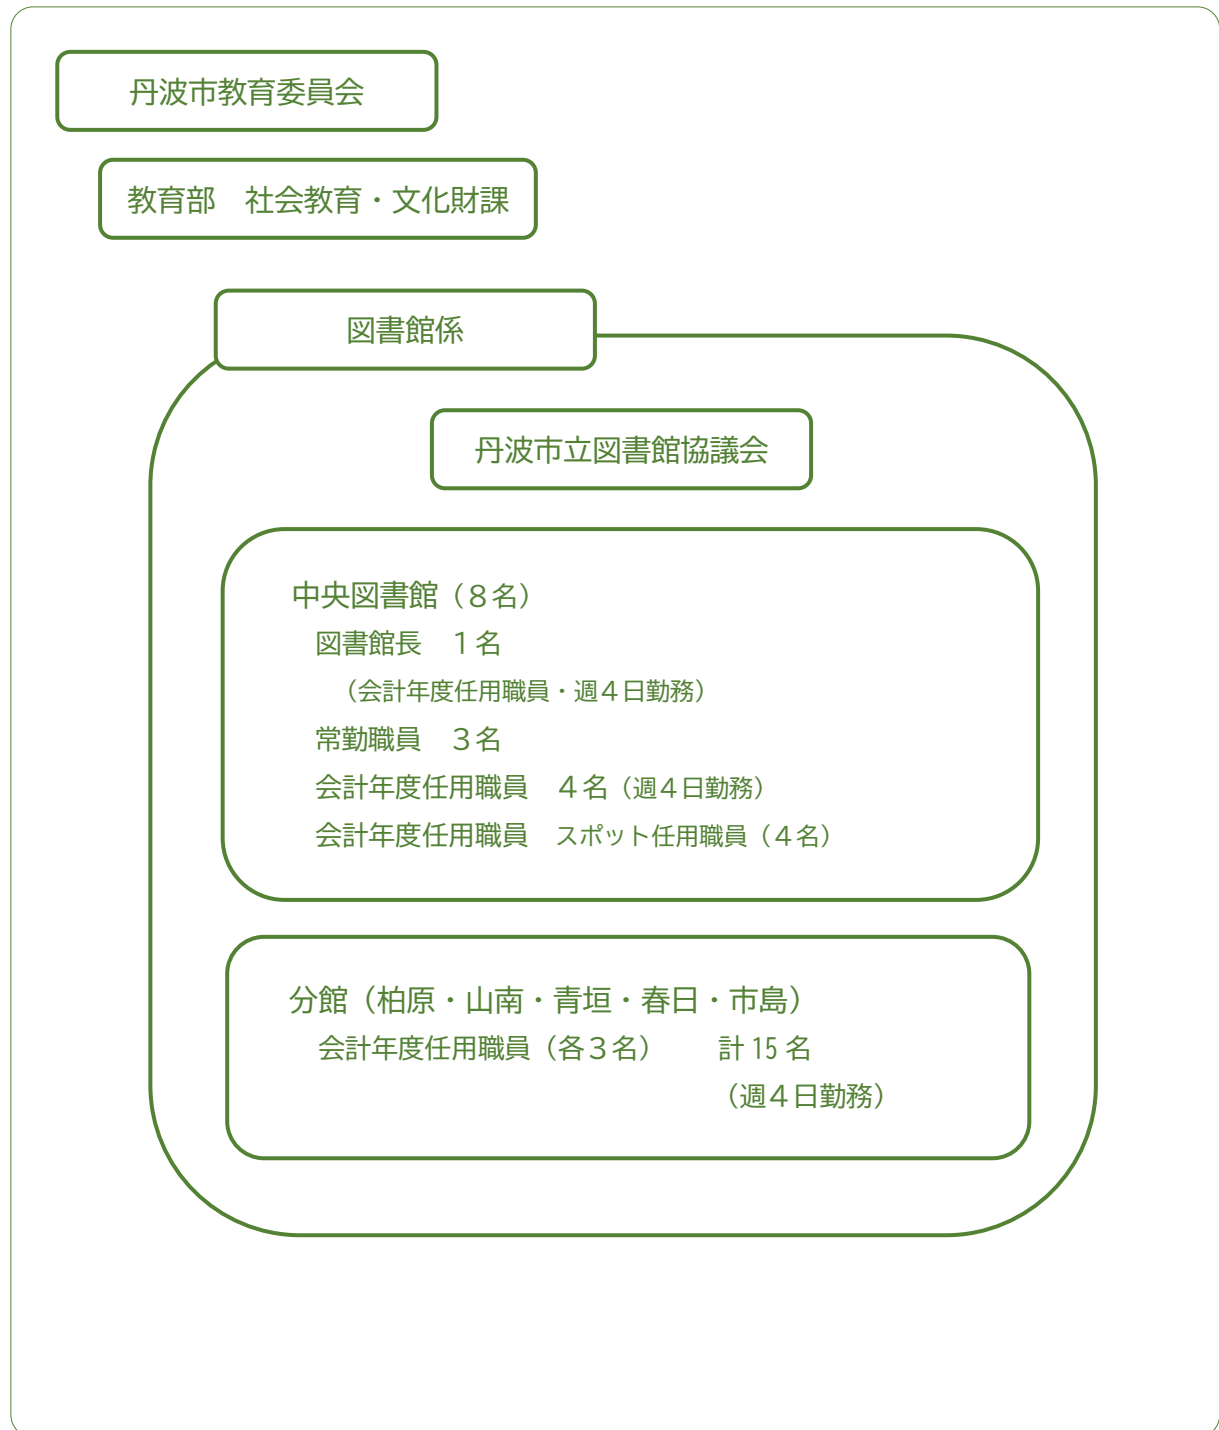 丹波市教育委員会
教育部　社会教育・文化財課
図書館係
丹波市立図書館協議会
中央図書館（８名）
図書館長　１名
（会計年度任用職員・週４日勤務）
常勤職員　３名
会計年度任用職員　４名（週４日勤務）
会計年度任用職員　スポット任用職員（４名）
分館（柏原・山南・青垣・春日・市島）
会計年度任用職員（各３名）　　計 15 名
（週４日勤務）